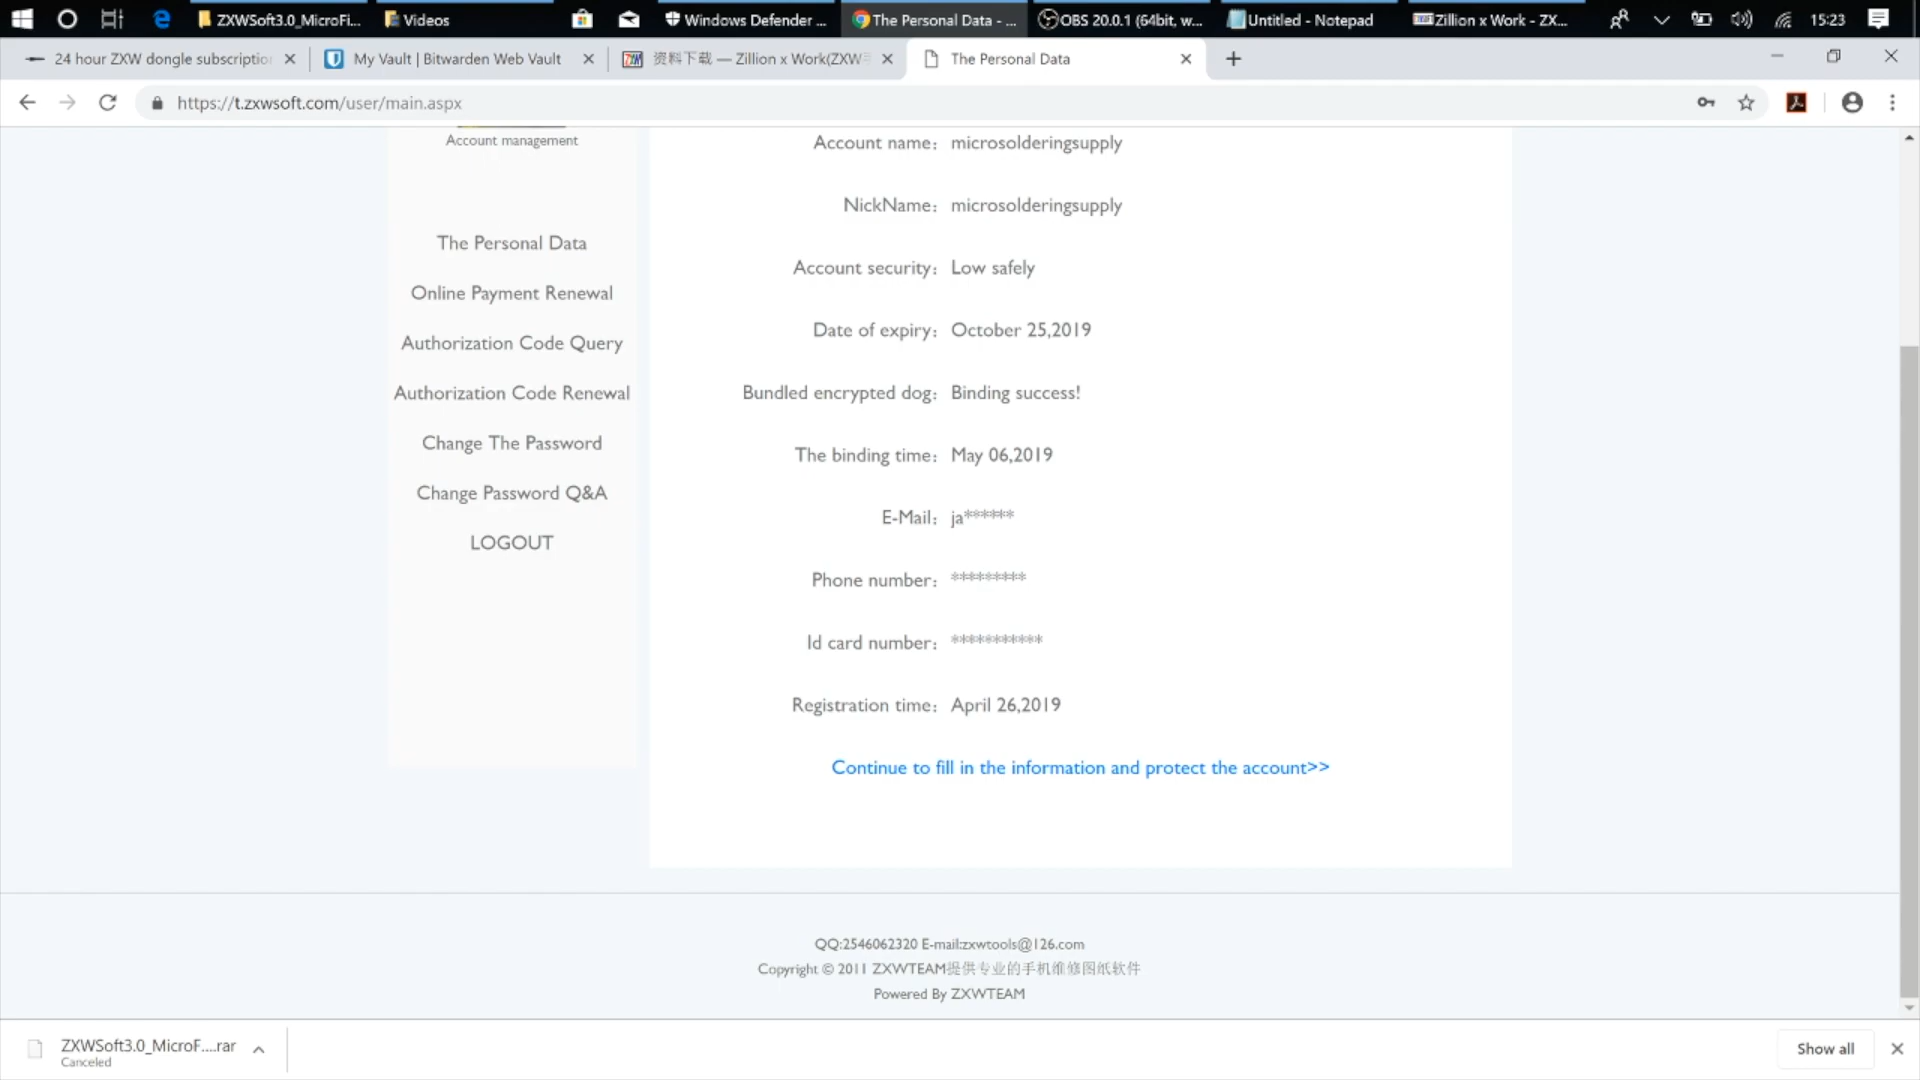 ZXWSoft3.0_MicroFi...
Videos
Windows Defender ...
The Personal Data - ...
OBS 20.0.1 (64bit, w...
Untitled - Notepad
Zillion x Work - ZX...
15:23
24 hour ZXW dongle subscriptio
My Vault | Bitwarden Web Vault
资料下载 — Zillion x Work(ZXW
The Personal Data
https://t.zxwsoft.com/user/main.aspx
Account management
The Personal Data
Online Payment Renewal
Authorization Code Query
Authorization Code Renewal
Change The Password
Change Password Q&A
LOGOUT
Account name: microsolderingsupply
NickName: microsolderingsupply
Account security: Low safely
Date of expiry: October 25,2019
Bundled encrypted dog: Binding success!
The binding time: May 06,2019
E-Mail: ja******
Phone number: *********
Id card number: ***********
Registration time: April 26,2019
Continue to fill in the information and protect the account>>
QQ:2546062320 E-mail:zxwtools@126.com
Copyright © 2011 ZXWTEAM提供专业的手机维修图纸软件
Powered By ZXWTEAM
ZXWSoft3.0_MicroF....rar
Canceled
Show all